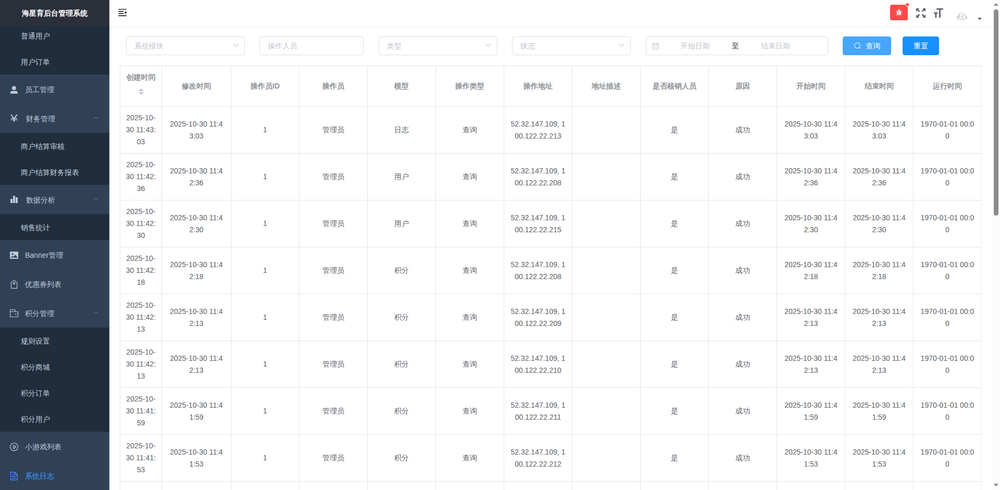 海星育后台管理系统
普通用户
用户订单
员工管理
财务管理
商户结算审核
商户结算财务报表
数据分析
销售统计
Banner管理
优惠券列表
积分管理
规则设置
积分商城
积分订单
积分用户
小游戏列表
系统日志
系统模块 操作人员 类型 状态 开始日期 至 结束日期 查询 重置
创建时间 修改时间 操作员ID 操作员 模型 操作类型 操作地址 地址描述 是否核销人员 原因 开始时间 结束时间 运行时间
2025-10-30 11:43:03 2025-10-30 11:43:03 1 管理员 日志 查询 52.32.147.109, 100.122.22.213 是 成功 2025-10-30 11:43:03 2025-10-30 11:43:03 1970-01-01 00:00
2025-10-30 11:42:36 2025-10-30 11:42:36 1 管理员 用户 查询 52.32.147.109, 100.122.22.208 是 成功 2025-10-30 11:42:36 2025-10-30 11:42:36 1970-01-01 00:00
2025-10-30 11:42:30 2025-10-30 11:42:30 1 管理员 用户 查询 52.32.147.109, 100.122.22.215 是 成功 2025-10-30 11:42:30 2025-10-30 11:42:30 1970-01-01 00:00
2025-10-30 11:42:18 2025-10-30 11:42:18 1 管理员 积分 查询 52.32.147.109, 100.122.22.208 是 成功 2025-10-30 11:42:18 2025-10-30 11:42:18 1970-01-01 00:00
2025-10-30 11:42:13 2025-10-30 11:42:13 1 管理员 积分 查询 52.32.147.109, 100.122.22.209 是 成功 2025-10-30 11:42:13 2025-10-30 11:42:13 1970-01-01 00:00
2025-10-30 11:42:13 2025-10-30 11:42:13 1 管理员 积分 查询 52.32.147.109, 100.122.22.210 是 成功 2025-10-30 11:42:13 2025-10-30 11:42:13 1970-01-01 00:00
2025-10-30 11:41:59 2025-10-30 11:41:59 1 管理员 积分 查询 52.32.147.109, 100.122.22.211 是 成功 2025-10-30 11:41:59 2025-10-30 11:41:59 1970-01-01 00:00
2025-10-30 11:41:53 2025-10-30 11:41:53 1 管理员 积分 查询 52.32.147.109, 100.122.22.212 是 成功 2025-10-30 11:41:53 2025-10-30 11:41:53 1970-01-01 00:00